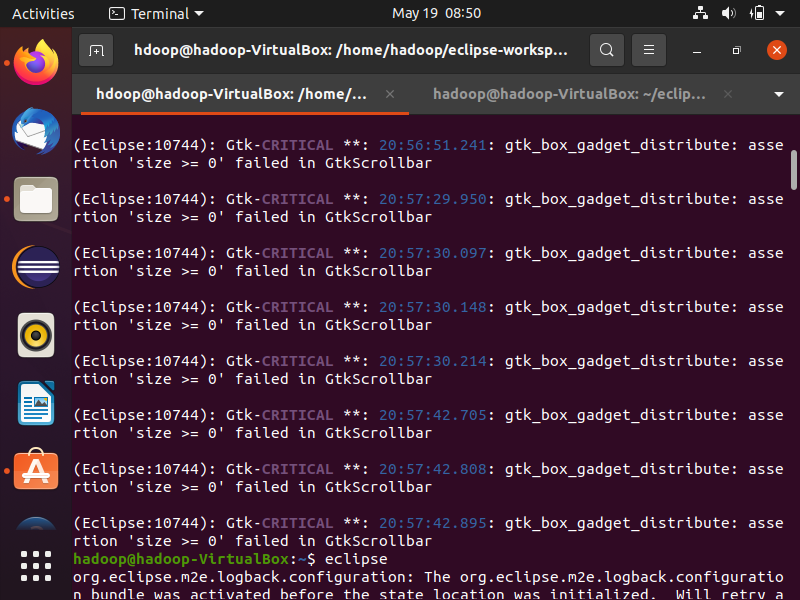 Activities Terminal May 19 08:50
hdoop@hadoop-VirtualBox: /home/hadoop/eclipse-worksp...
hdoop@hadoop-VirtualBox: /home/... hadoop@hadoop-VirtualBox: ~/eclip...
(Eclipse:10744): Gtk-CRITICAL **: 20:56:51.241: gtk_box_gadget_distribute: asse
rtion 'size >= 0' failed in GtkScrollbar
(Eclipse:10744): Gtk-CRITICAL **: 20:57:29.950: gtk_box_gadget_distribute: asse
rtion 'size >= 0' failed in GtkScrollbar
(Eclipse:10744): Gtk-CRITICAL **: 20:57:30.097: gtk_box_gadget_distribute: asse
rtion 'size >= 0' failed in GtkScrollbar
(Eclipse:10744): Gtk-CRITICAL **: 20:57:30.148: gtk_box_gadget_distribute: asse
rtion 'size >= 0' failed in GtkScrollbar
(Eclipse:10744): Gtk-CRITICAL **: 20:57:30.214: gtk_box_gadget_distribute: asse
rtion 'size >= 0' failed in GtkScrollbar
(Eclipse:10744): Gtk-CRITICAL **: 20:57:42.705: gtk_box_gadget_distribute: asse
rtion 'size >= 0' failed in GtkScrollbar
(Eclipse:10744): Gtk-CRITICAL **: 20:57:42.808: gtk_box_gadget_distribute: asse
rtion 'size >= 0' failed in GtkScrollbar
(Eclipse:10744): Gtk-CRITICAL **: 20:57:42.895: gtk_box_gadget_distribute: asse
rtion 'size >= 0' failed in GtkScrollbar
hadoop@hadoop-VirtualBox:~$ eclipse
org.eclipse.m2e.logback.configuration: The org.eclipse.m2e.logback.configuratio
n bundle was activated before the state location was initialized.  Will retry a